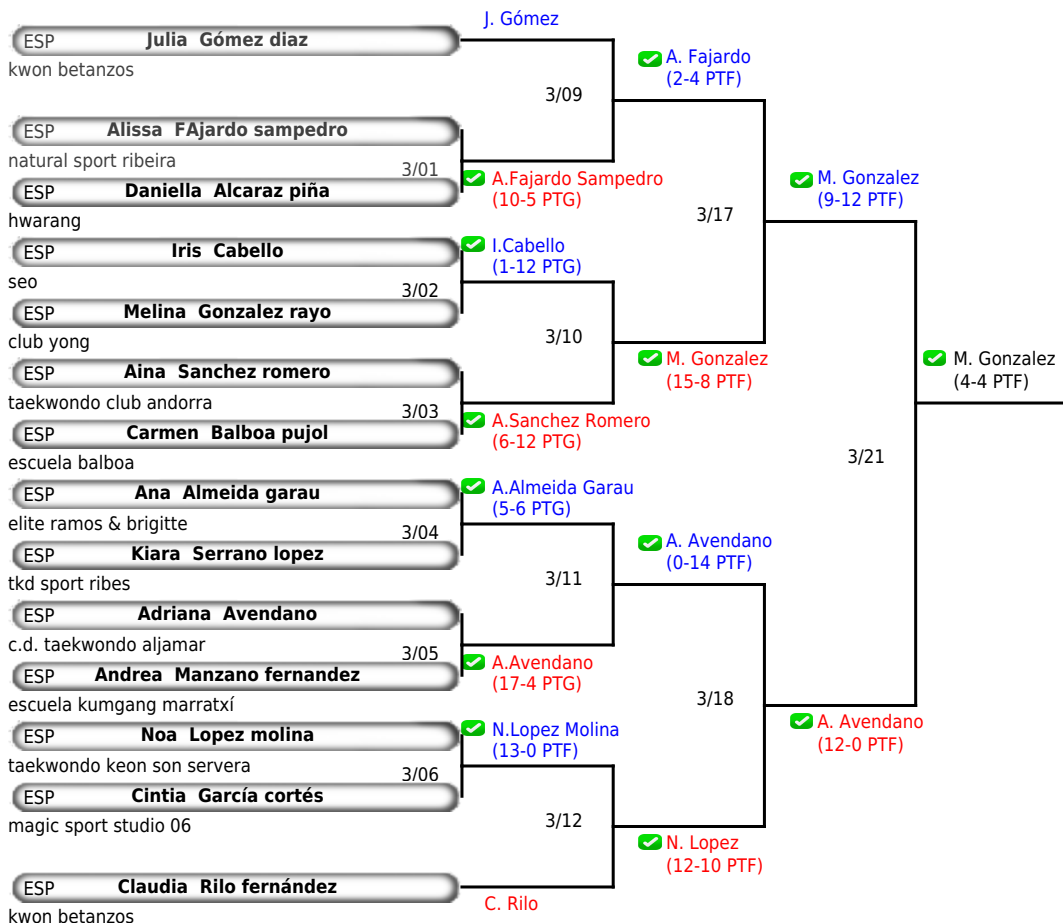 J. Gómez
ESP Julia Gómez diaz
kwon betanzos
A. Fajardo
(2-4 PTF)
3/09
ESP Alissa FAjardo sampedro
natural sport ribeira
3/01
A.Fajardo Sampedro
(10-5 PTG)
ESP Daniella Alcaraz piña
hwarang
M. Gonzalez
(9-12 PTF)
3/17
ESP Iris Cabello
seo
I.Cabello
(1-12 PTG)
3/02
ESP Melina Gonzalez rayo
club yong
3/10
M. Gonzalez
(15-8 PTF)
M. Gonzalez
(4-4 PTF)
ESP Aina Sanchez romero
taekwondo club andorra
3/03
A.Sanchez Romero
(6-12 PTG)
ESP Carmen Balboa pujol
escuela balboa
3/21
ESP Ana Almeida garau
elite ramos & brigitte
A.Almeida Garau
(5-6 PTG)
3/04
ESP Kiara Serrano lopez
tkd sport ribes
A. Avendano
(0-14 PTF)
3/11
ESP Adriana Avendano
c.d. taekwondo aljamar
3/05
A.Avendano
(17-4 PTG)
ESP Andrea Manzano fernandez
escuela kumgang marratxí
3/18
A. Avendano
(12-0 PTF)
ESP Noa Lopez molina
taekwondo keon son servera
N.Lopez Molina
(13-0 PTF)
3/06
ESP Cintia García cortés
magic sport studio 06
3/12
N. Lopez
(12-10 PTF)
ESP Claudia Rilo fernández
kwon betanzos
C. Rilo